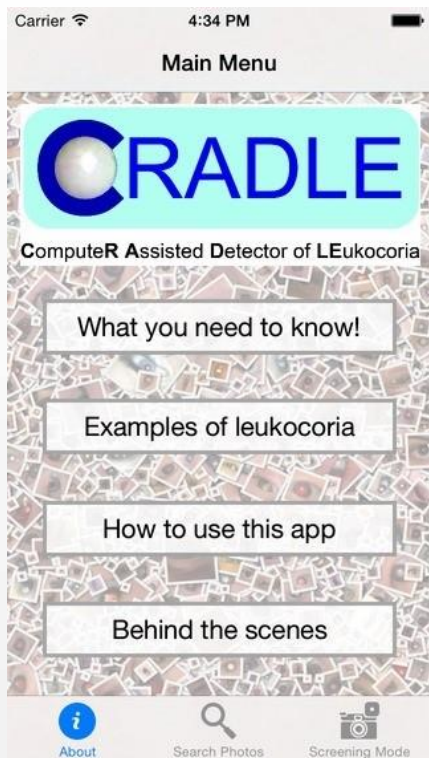 Carrier 4:34 PM
Main Menu
CRADLE
ComputeR Assisted Detector of LEukocoria
What you need to know!
Examples of leukocoria
How to use this app
Behind the scenes
About Search Photos Screening Mode